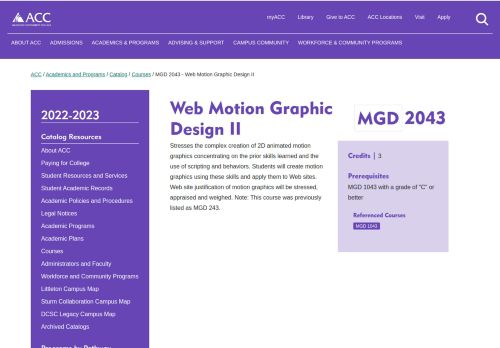 ACC
myACC
Library
Give to ACC
ACC Locations
Visit
Apply
ABOUT ACC
ADMISSIONS
ACADEMICS & PROGRAMS
ADVISING & SUPPORT
CAMPUS COMMUNITY
WORKFORCE & COMMUNITY PROGRAMS
ACC / Academics and Programs / Catalog / Courses / MGD 2043 - Web Motion Graphic Design II
2022-2023
Catalog Resources
About ACC
Paying for College
Student Resources and Services
Student Academic Records
Academic Policies and Procedures
Legal Notices
Academic Programs
Academic Plans
Courses
Administrators and Faculty
Workforce and Community Programs
Littleton Campus Map
Sturm Collaboration Campus Map
DCSC Legacy Campus Map
Archived Catalogs
Programs by Pathway
Web Motion Graphic
Design II
Stresses the complex creation of 2D animated motion
graphics concentrating on the prior skills learned and the
use of scripting and behaviors. Students will create motion
graphics using these skills and apply them to Web sites.
Web site justification of motion graphics will be stressed,
appraised and weighed. Note: This course was previously
listed as MGD 243.
MGD 2043
Credits | 3
Prerequisites
MGD 1043 with a grade of "C" or
better
Referenced Courses
MGD 1043